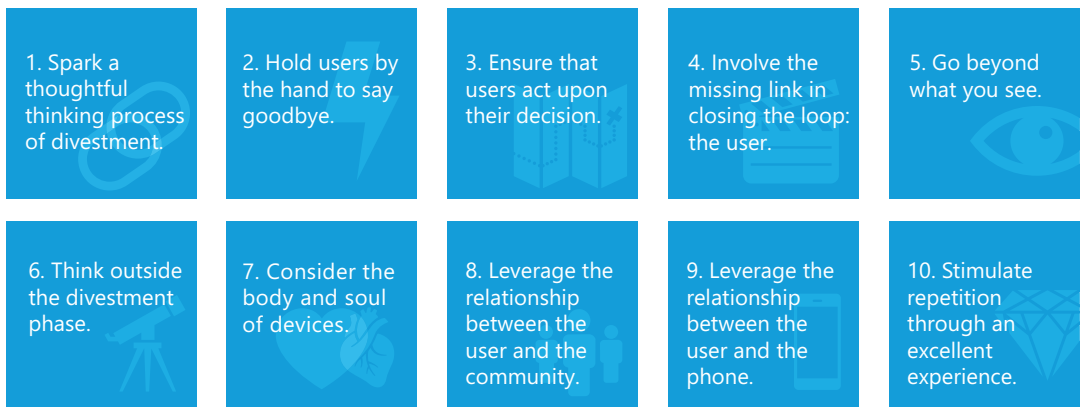 1. Spark a
thoughtful
thinking process
of divestment.
2. Hold users by
the hand to say
goodbye.
3. Ensure that
users act upon
their decision.
4. Involve the
missing link in
closing the loop:
the user.
5. Go beyond
what you see.
6. Think outside
the divestment
phase.
7. Consider the
body and soul
of devices.
8. Leverage the
relationship
between the
user and the
community.
9. Leverage the
relationship
between the
user and the
phone.
10. Stimulate
repetition
through an
excellent
experience.